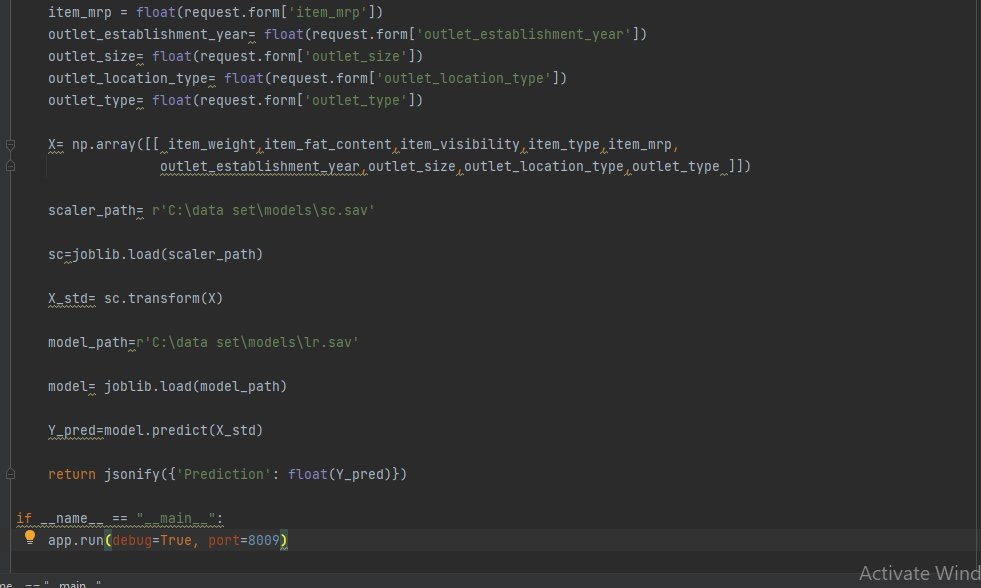 item_mrp = float(request.form['item_mrp'])
outlet_establishment_year= float(request.form['outlet_establishment_year'])
outlet_size= float(request.form['outlet_size'])
outlet_location_type= float(request.form['outlet_location_type'])
outlet_type= float(request.form['outlet_type'])
X= np.array([[ item_weight,item_fat_content,item_visibility,item_type,item_mrp,
outlet_establishment_year,outlet_size,outlet_location_type,outlet_type ]])
scaler_path= r'C:\data set\models\sc.sav'
sc=joblib.load(scaler_path)
X_std= sc.transform(X)
model_path=r'C:\data set\models\lr.sav'
model= joblib.load(model_path)
Y_pred=model.predict(X_std)
return jsonify({'Prediction': float(Y_pred)})
if __name__ == "__main__":
app.run(debug=True, port=8009)
Activate Wind
me__ == "__main__"